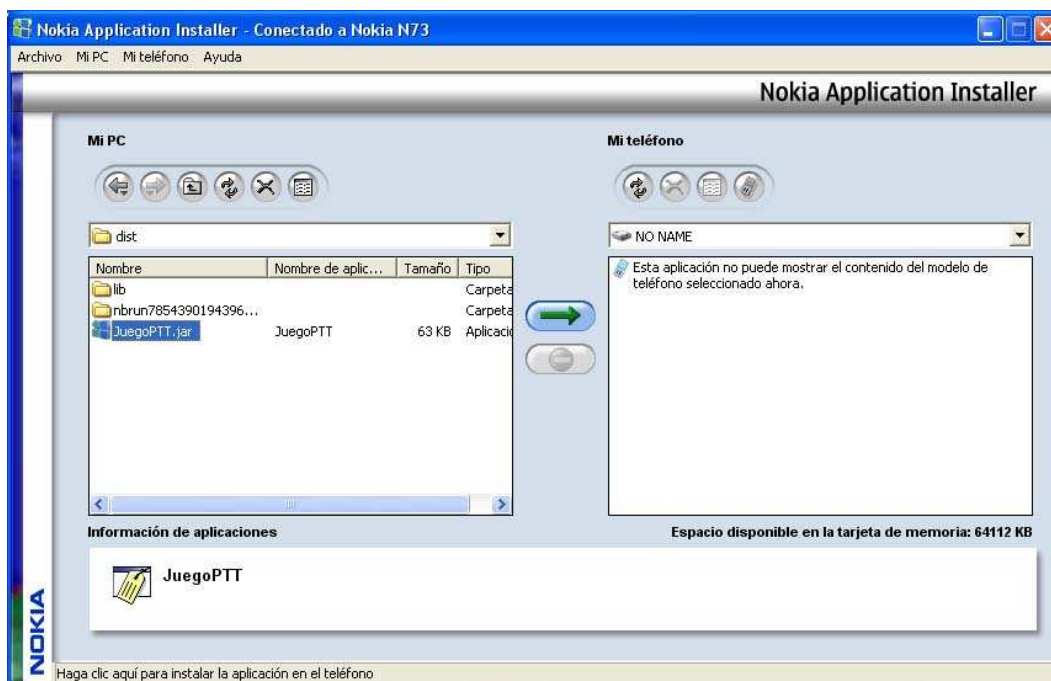 Nokia Application Installer - Conectado a Nokia N73
Archivo Mi PC Mi teléfono Ayuda
Nokia Application Installer
Mi PC
Mi teléfono
dist
NO NAME
Nombre Nombre de aplic... Tamaño Tipo
lib Carpeta
nbrun7854390194396... Carpeta
JuegoPTT.jar JuegoPTT 63 KB Aplicació
Esta aplicación no puede mostrar el contenido del modelo de
teléfono seleccionado ahora.
Información de aplicaciones
Espacio disponible en la tarjeta de memoria: 64112 KB
JuegoPTT
NOKIA
Haga clic aquí para instalar la aplicación en el teléfono